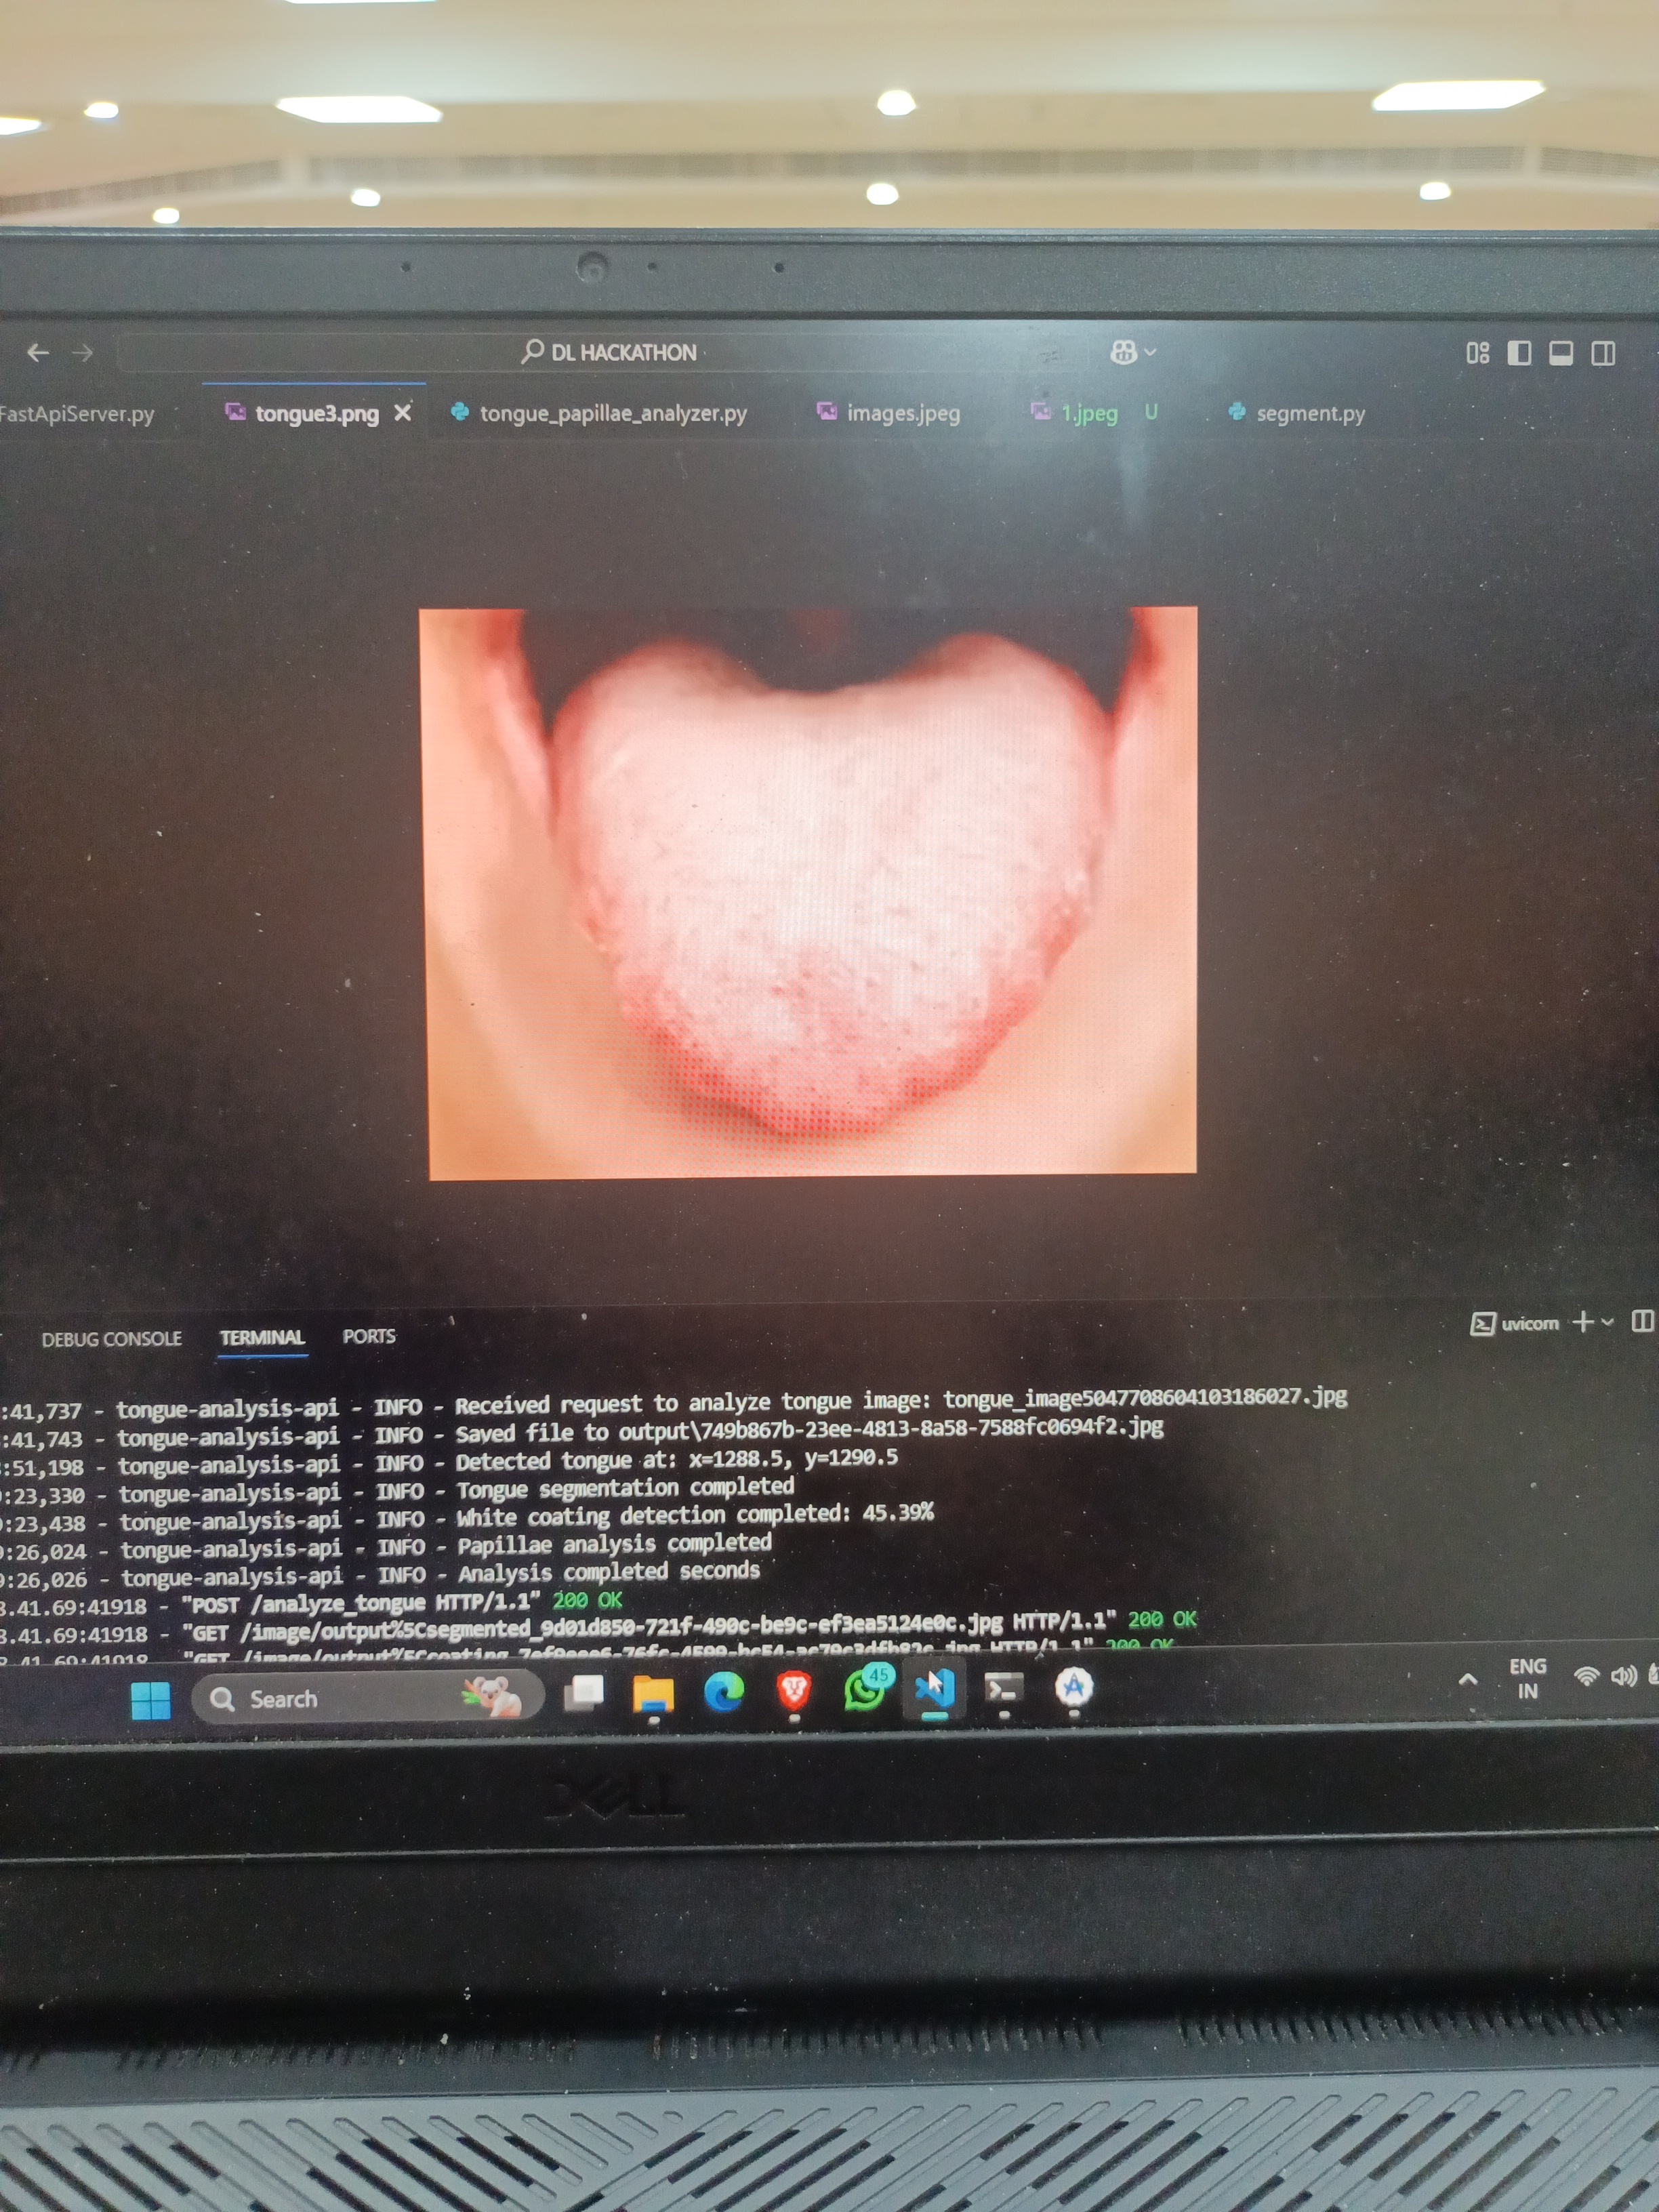 DL HACKATHON
FastApiServer.py tongue3.png tongue_papillae_analyzer.py images.jpeg 1.jpeg U segment.py
DEBUG CONSOLE TERMINAL PORTS uvicorn
:41,737 - tongue-analysis-api - INFO - Received request to analyze tongue image: tongue_image5047708604103186027.jpg
:41,743 - tongue-analysis-api - INFO - Saved file to output\749b867b-23ee-4813-8a58-7588fc0694f2.jpg
:51,198 - tongue-analysis-api - INFO - Detected tongue at: x=1288.5, y=1290.5
:23,330 - tongue-analysis-api - INFO - Tongue segmentation completed
:23,438 - tongue-analysis-api - INFO - White coating detection completed: 45.39%
:26,024 - tongue-analysis-api - INFO - Papillae analysis completed
:26,026 - tongue-analysis-api - INFO - Analysis completed seconds
.41.69:41918 - "POST /analyze_tongue HTTP/1.1" 200 OK
.41.69:41918 - "GET /image/output%5Csegmented_9d01d850-721f-490c-be9c-ef3ea5124e0c.jpg HTTP/1.1" 200 OK
"GET HTTP/1.1" 200 OK
Search 45 ENG
IN
DELL